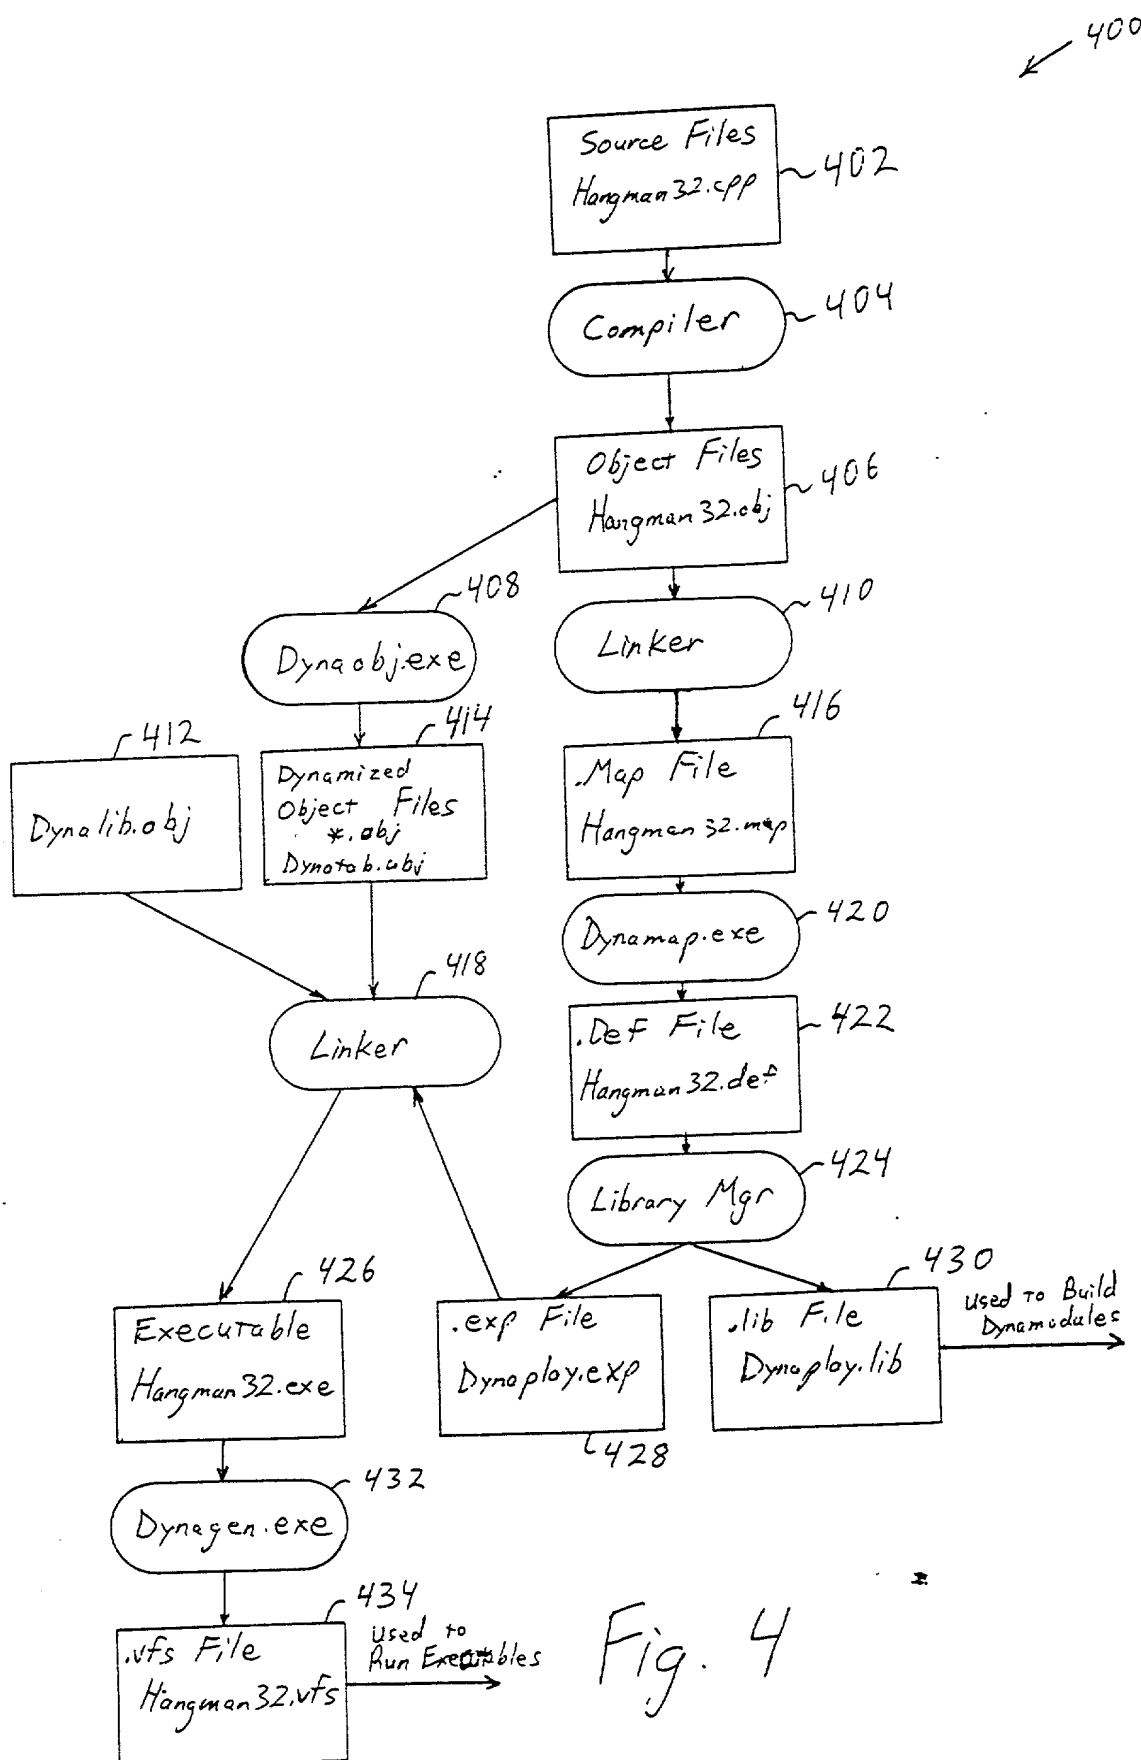 400
Source Files
Hangman32.cpp
402
Compiler
404
Object Files
Hangman32.obj
406
408
Dynaobj.exe
410
Linker
412
Dynalib.obj
414
Dynamized
Object Files
*.obj
Dynatab.obj
416
.Map File
Hangman32.map
420
Dynamap.exe
418
Linker
422
.Def File
Hangman32.def
424
Library Mgr
426
Executable
Hangman32.exe
.exp File
Dynaplay.exp
428
430
.lib File
Dynaplay.lib
used to Build
Dynamodules
432
Dynagen.exe
434
.vfs File
Hangman32.vfs
used to
Run Executables
Fig. 4